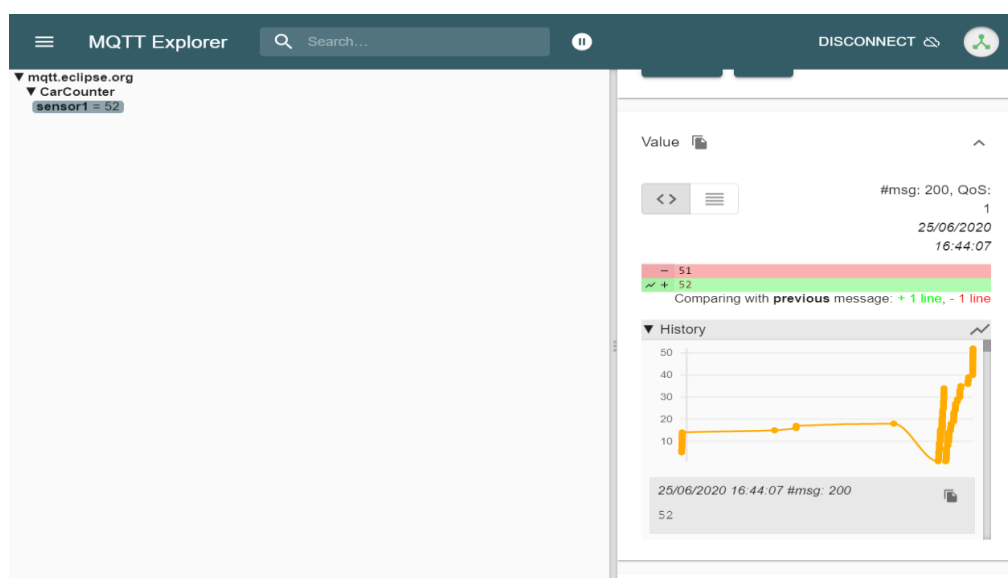 MQTT Explorer
Search...
DISCONNECT
▼ mqtt.eclipse.org
▼ CarCounter
sensor1 = 52
Value
#msg: 200, QoS:
1
25/06/2020
16:44:07
− 51
+ 52
Comparing with previous message: + 1 line, - 1 line
▼ History
50
40
30
20
10
25/06/2020 16:44:07 #msg: 200
52